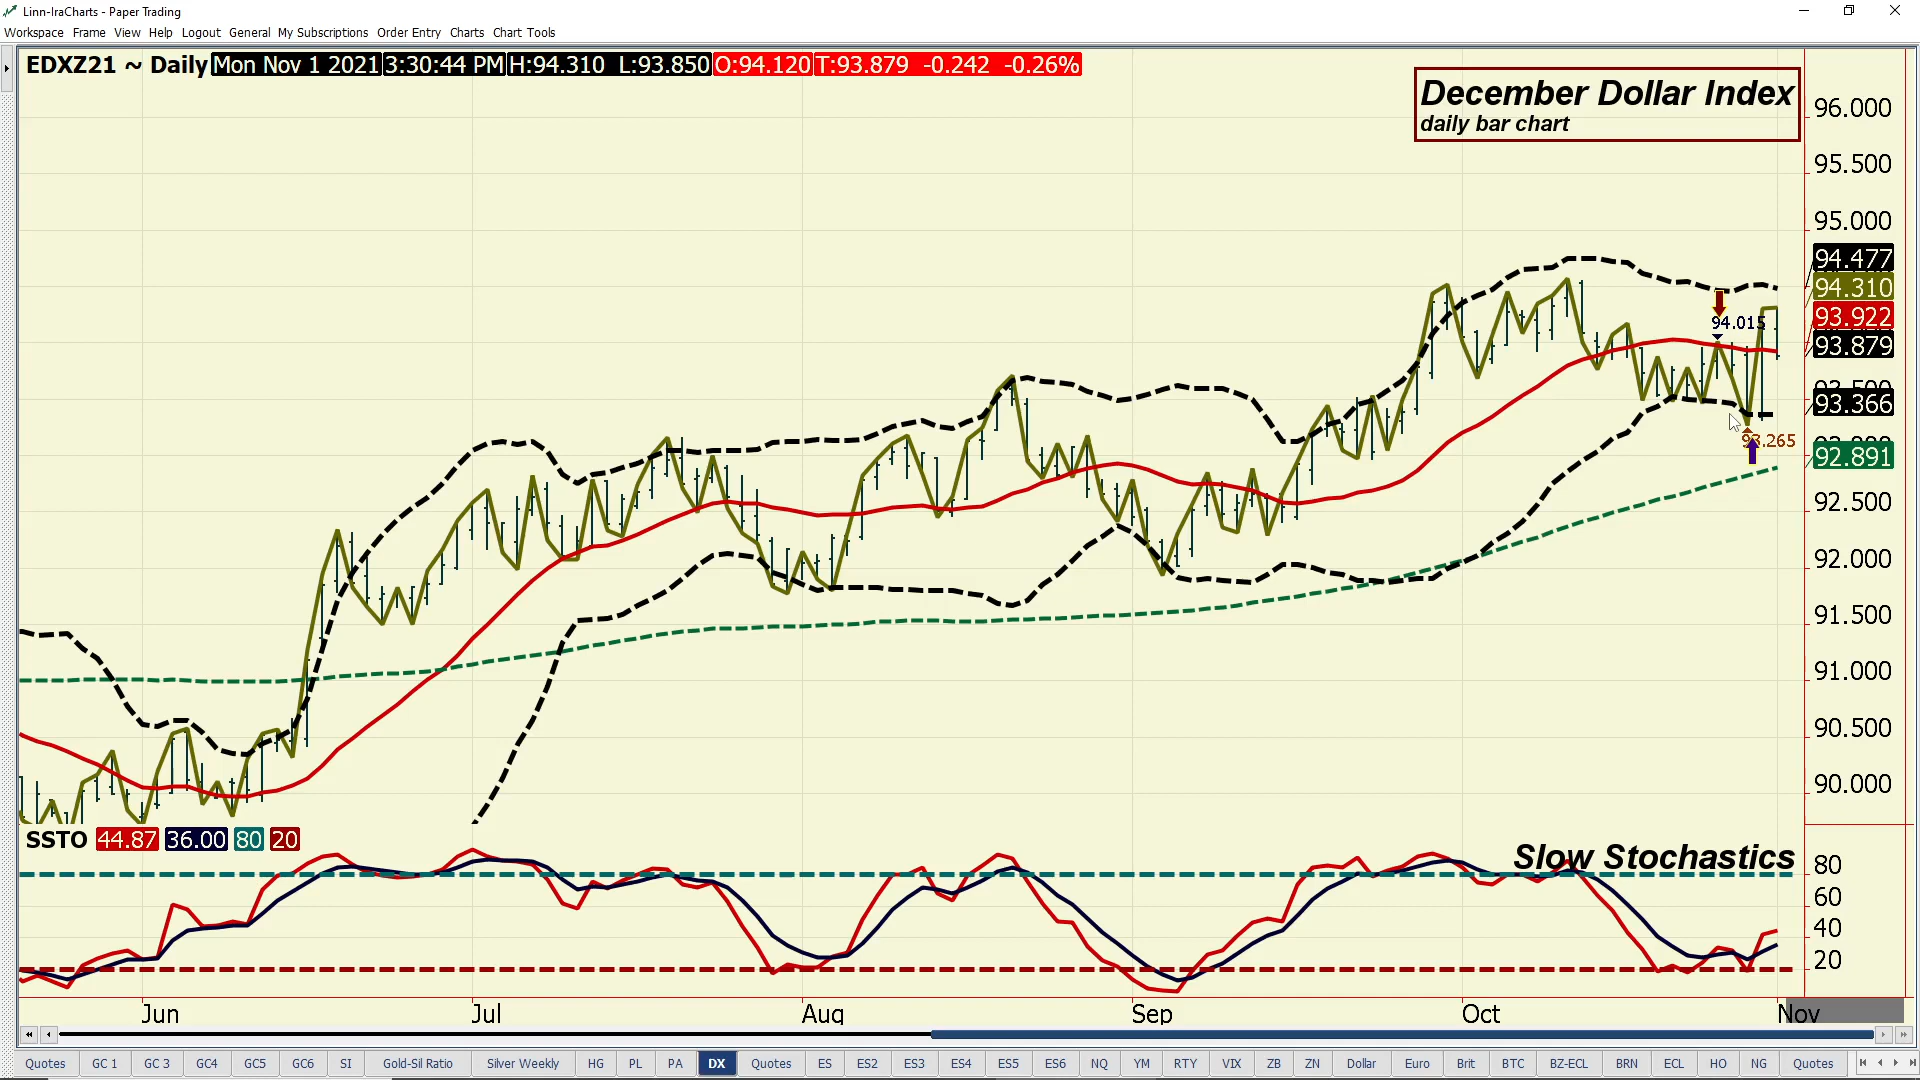 Linn-IraCharts - Paper Trading
Workspace Frame View Help Logout General My Subscriptions Order Entry Charts Chart Tools
EDXZ21 ~ Daily Mon Nov 1 2021 3:30:44 PM H:94.310 L:93.850 O:94.120 T:93.879 -0.242 -0.26%
December Dollar Index
daily bar chart
96.000
95.500
95.000
94.477
94.310
94.015
93.922
93.879
93.500
93.366
93.265
93.000
92.891
92.500
92.000
91.500
91.000
90.500
90.000
SSTO 44.87 36.00 80 20
Slow Stochastics
80
60
40
20
Jun Jul Aug Sep Oct Nov
Quotes GC 1 GC 3 GC4 GC5 GC6 SI Gold-Sil Ratio Silver Weekly HG PL PA DX Quotes ES ES2 ES3 ES4 ES5 ES6 NQ YM RTY VIX ZB ZN Dollar Euro Brit BTC BZ-ECL BRN ECL HO NG Quotes